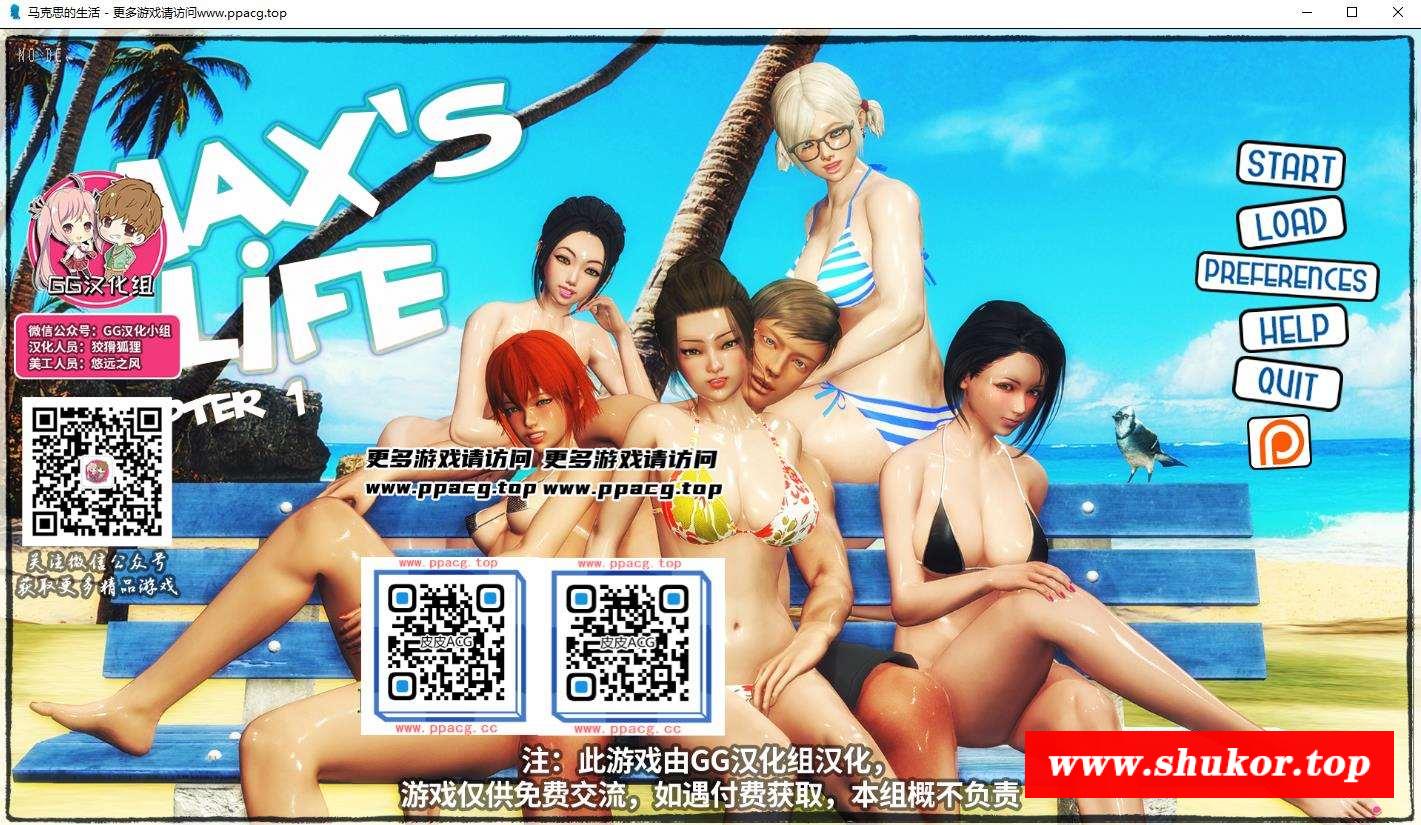 马克思的生活 - 更多游戏请访问www.ppacg.top
MAX'S
LiFE
PTER 1
GG汉化组
微信公众号：GG汉化小组
汉化人员：狡猾狐狸
美工人员：悠远之风
关注微信公众号
获取更多精品游戏
START
LOAD
PREFERENCES
HELP
QUIT
更多游戏请访问 更多游戏请访问
www.ppacg.top www.ppacg.top
www.ppacg.top
www.ppacg.top
皮皮ACG
皮皮ACG
www.ppacg.cc
www.ppacg.cc
注：此游戏由GG汉化组汉化，
游戏仅供免费交流，如遇付费获取，本组概不负责
www.shukor.top